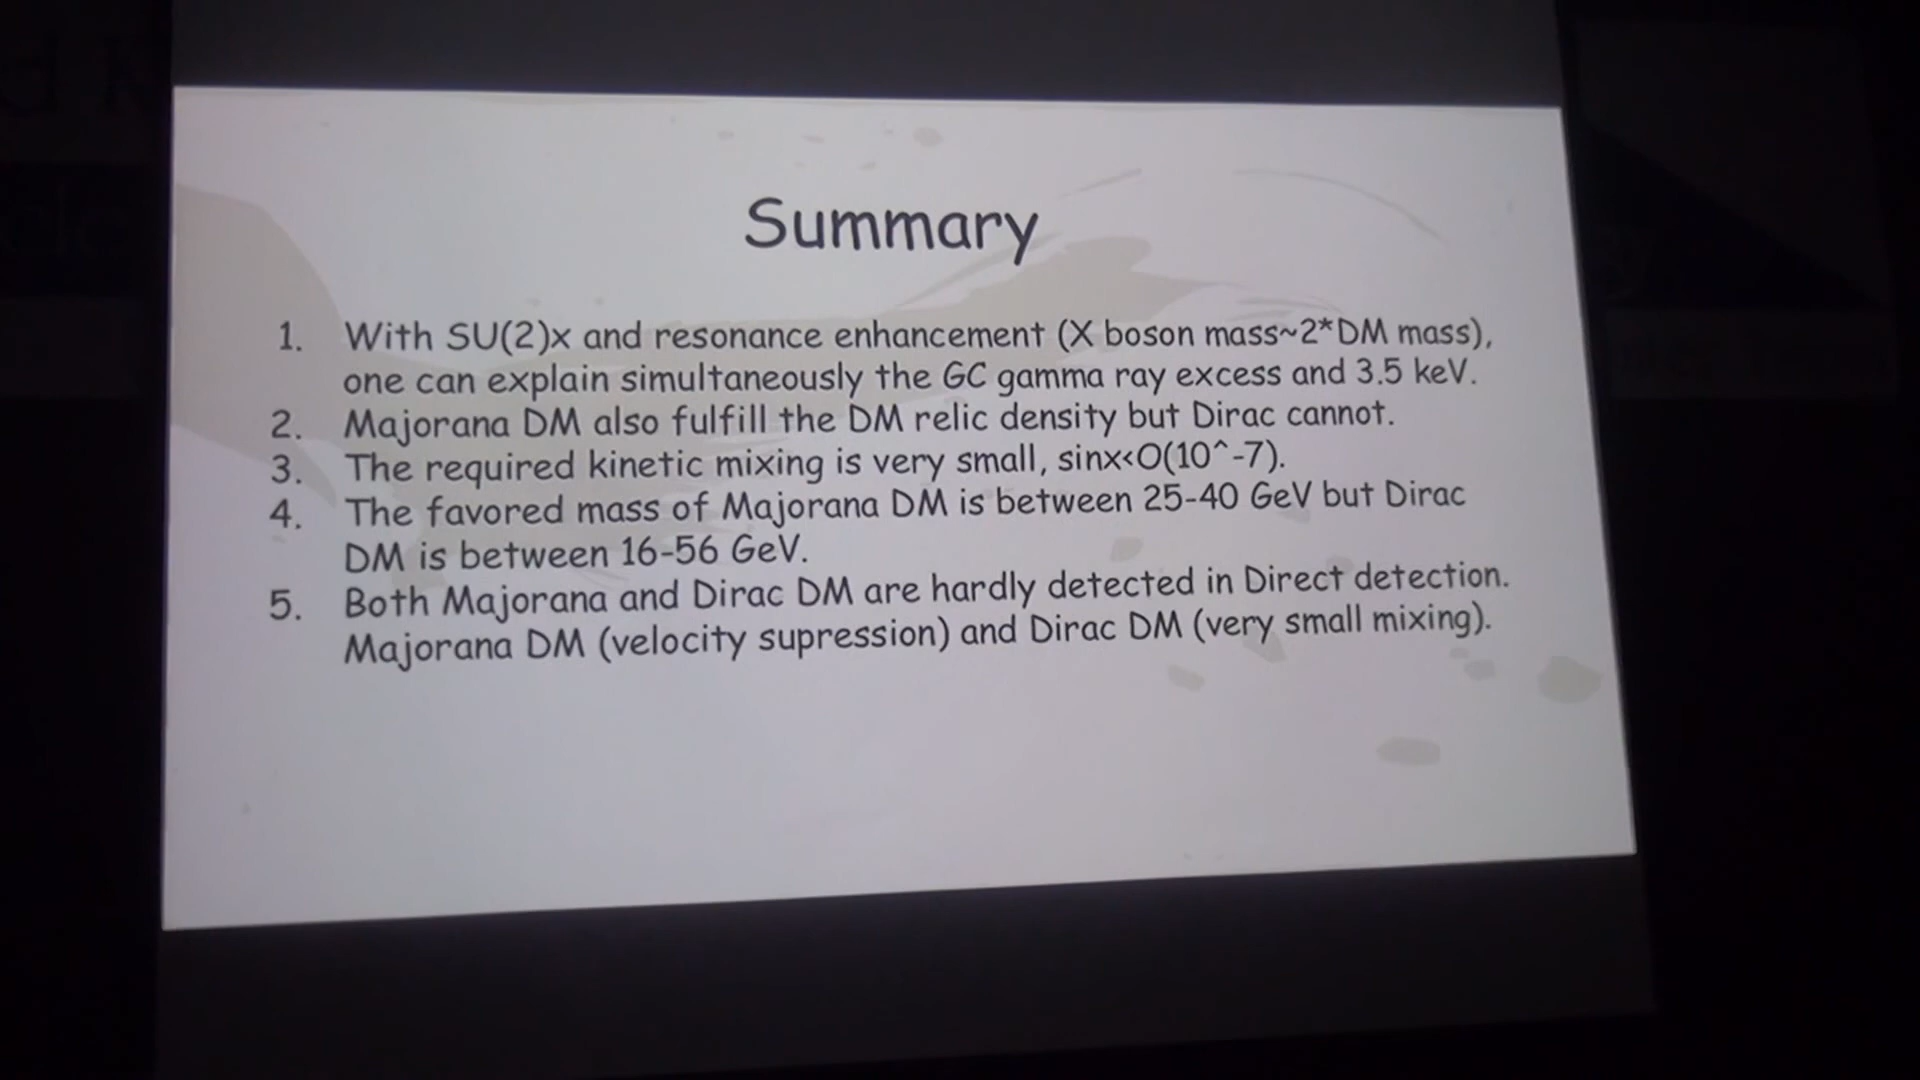 Summary
1. With SU(2)x and resonance enhancement (X boson mass~2*DM mass),
one can explain simultaneously the GC gamma ray excess and 3.5 keV.
2. Majorana DM also fulfill the DM relic density but Dirac cannot.
3. The required kinetic mixing is very small, sinx<O(10^-7).
4. The favored mass of Majorana DM is between 25-40 GeV but Dirac
DM is between 16-56 GeV.
5. Both Majorana and Dirac DM are hardly detected in Direct detection.
Majorana DM (velocity supression) and Dirac DM (very small mixing).